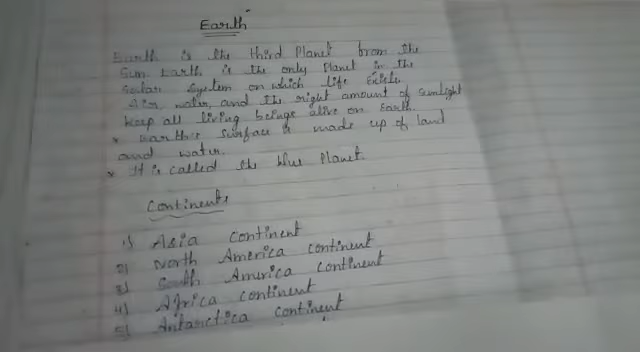 Earth
Earth is the third Planet from the
Sun. Earth is the only Planet in the
Solar System on which life Exists
Air, water, and the right amount of Sunlight
keep all living beings alive on Earth
* Earth's Surface is made up of land
and water.
* It is called the blue Planet.
Continents
1) Asia continent
2) North America continent
3) South America continent
4) Africa continent
5) Antarctica continent